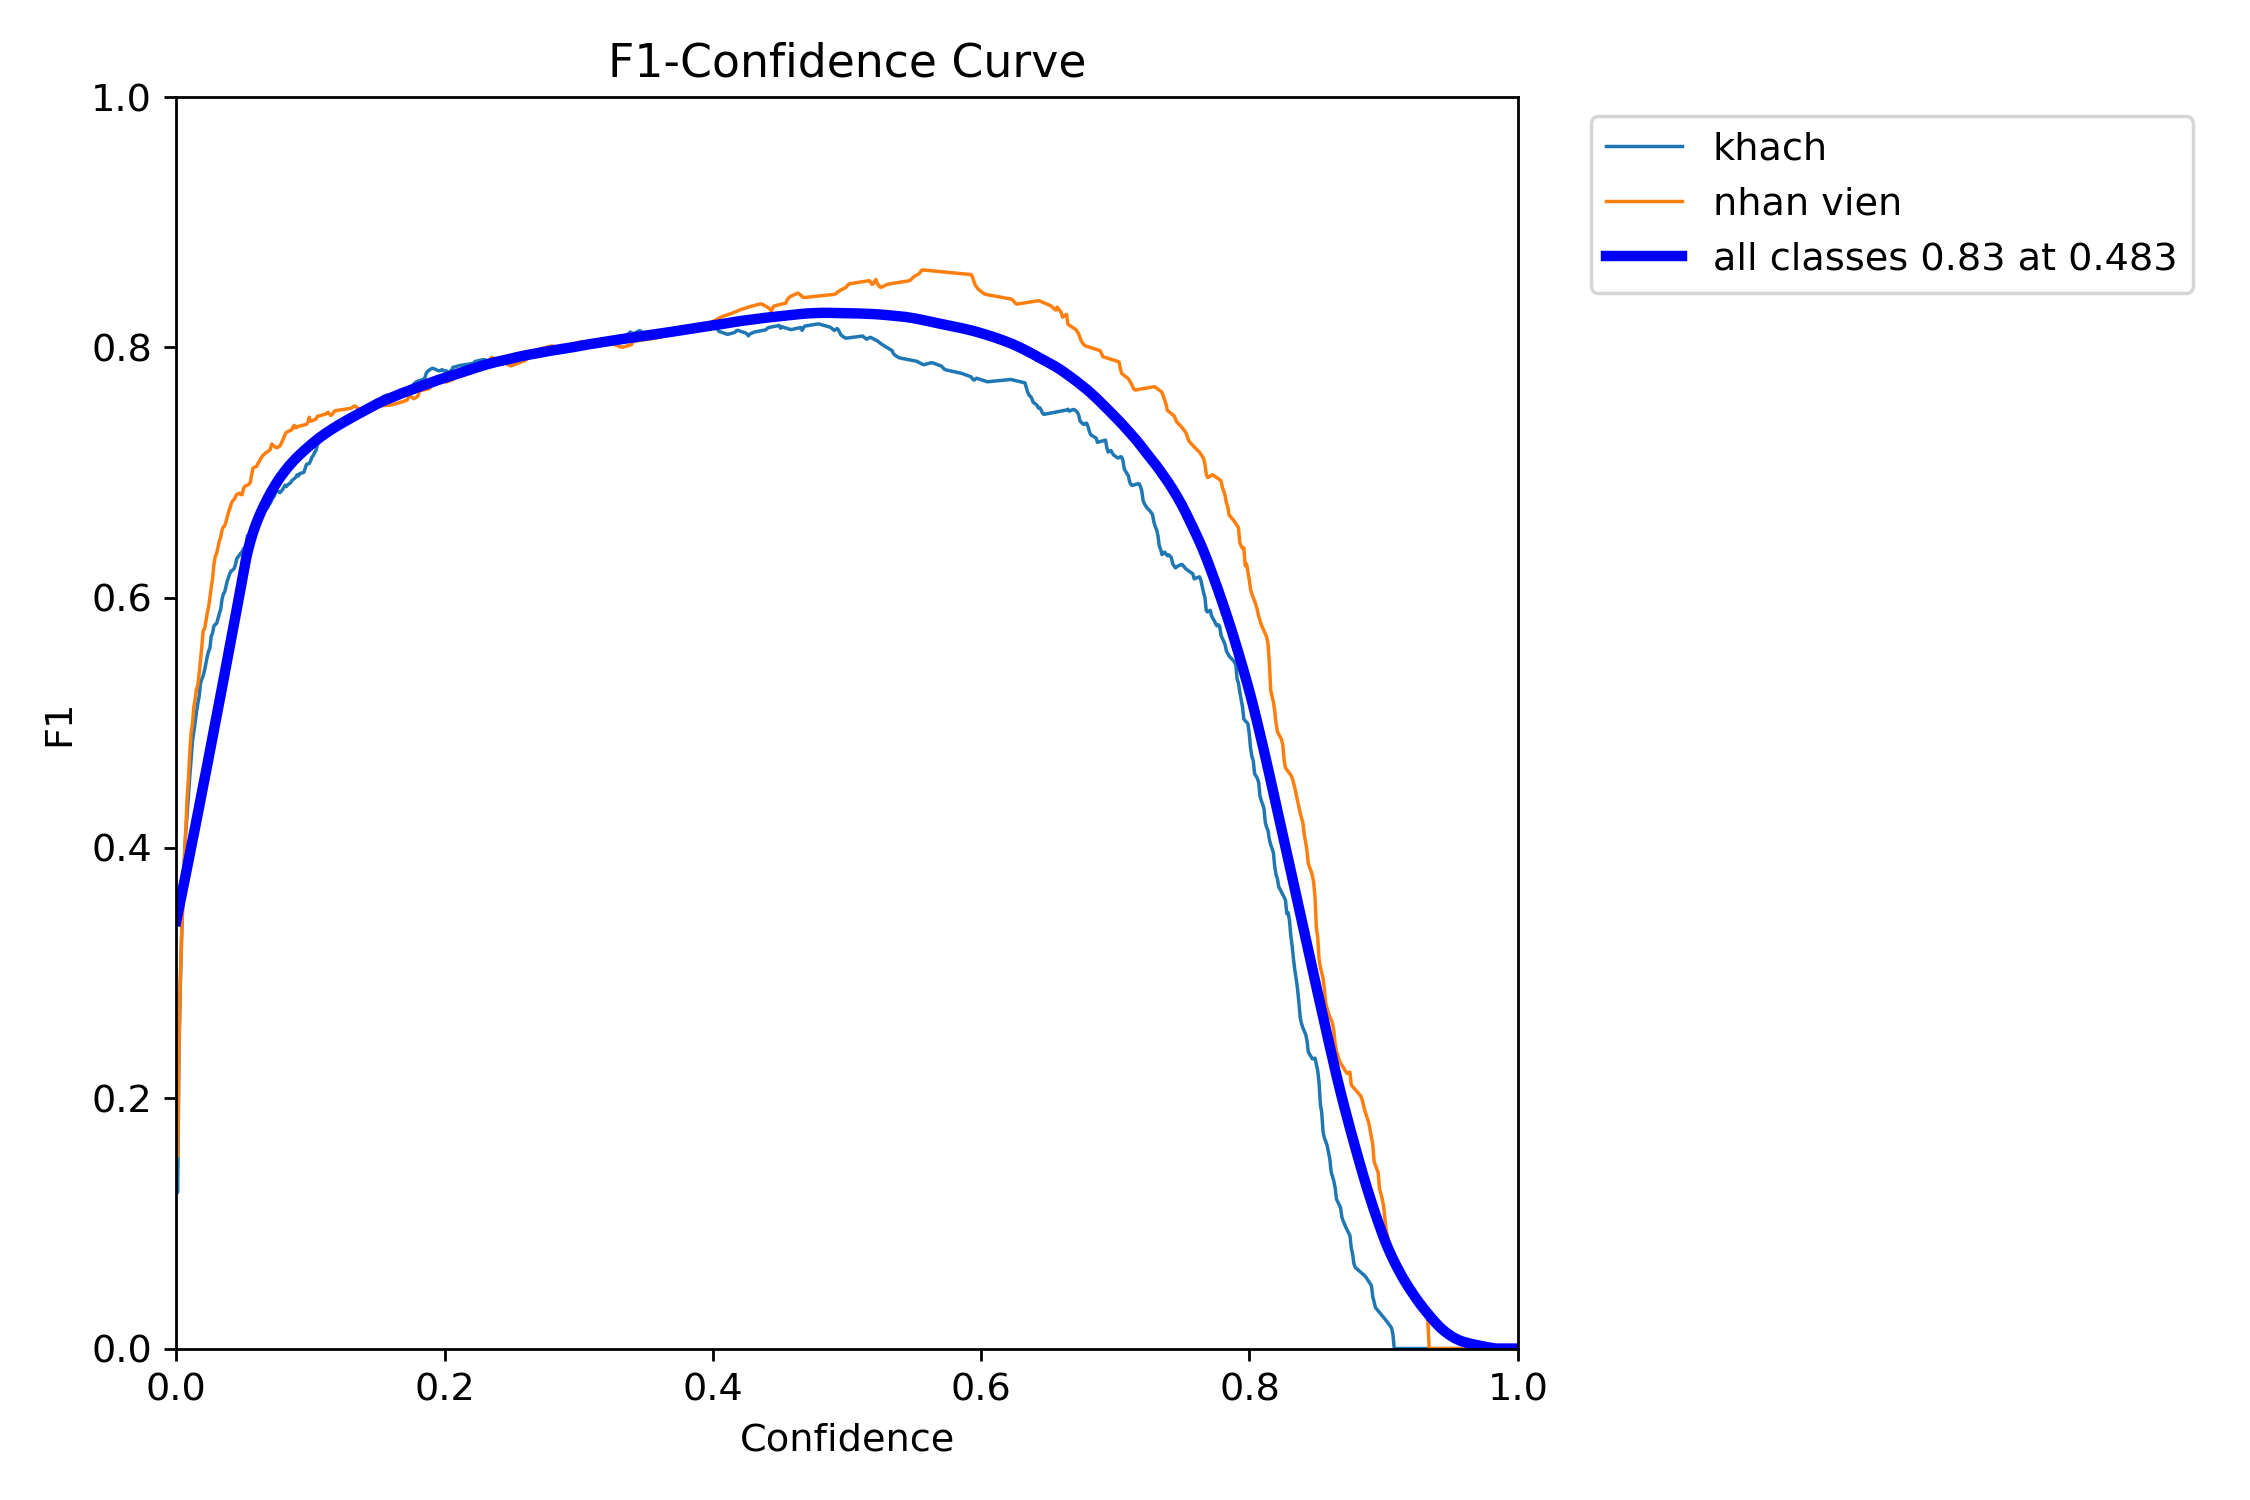 F1-Confidence Curve
1.0
0.8
0.6
0.4
0.2
0.0
F1
0.0 0.2 0.4 0.6 0.8 1.0
Confidence
khach
nhan vien
all classes 0.83 at 0.483